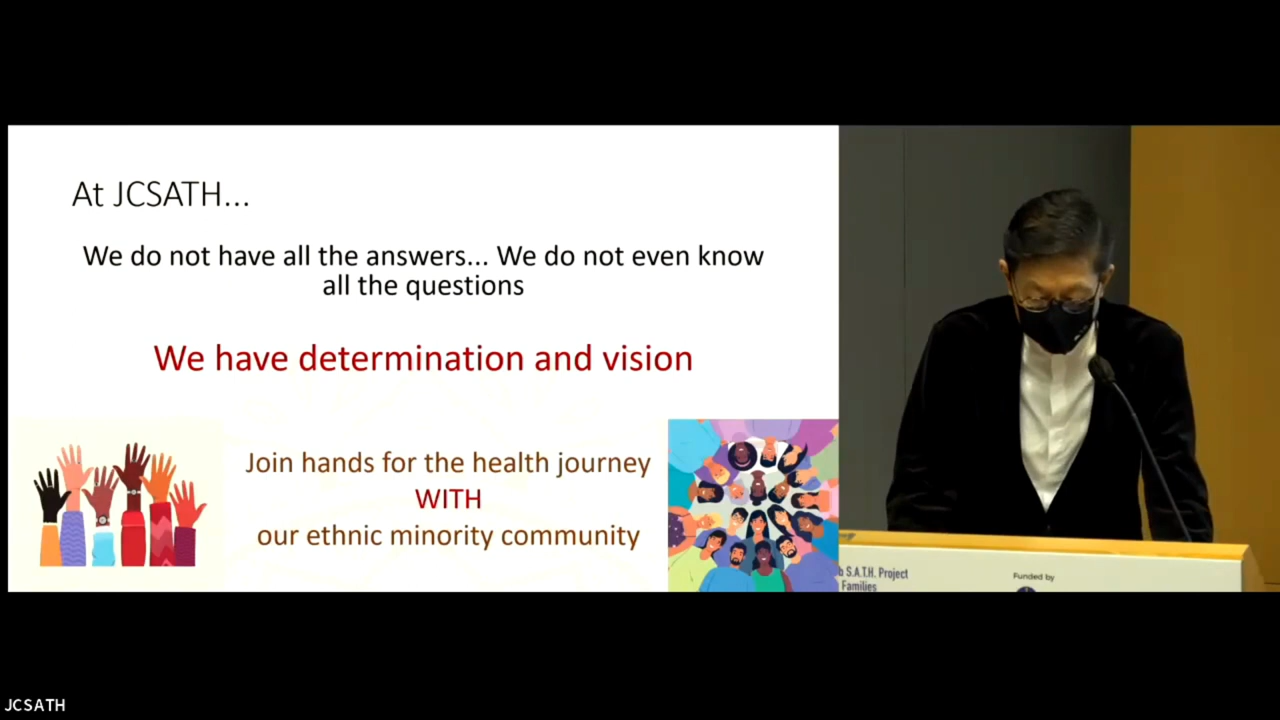 At JCSATH...
We do not have all the answers... We do not even know
all the questions
We have determination and vision
Join hands for the health journey
WITH
our ethnic minority community
S.A.T.H. Project
Families
Funded by
JCSATH